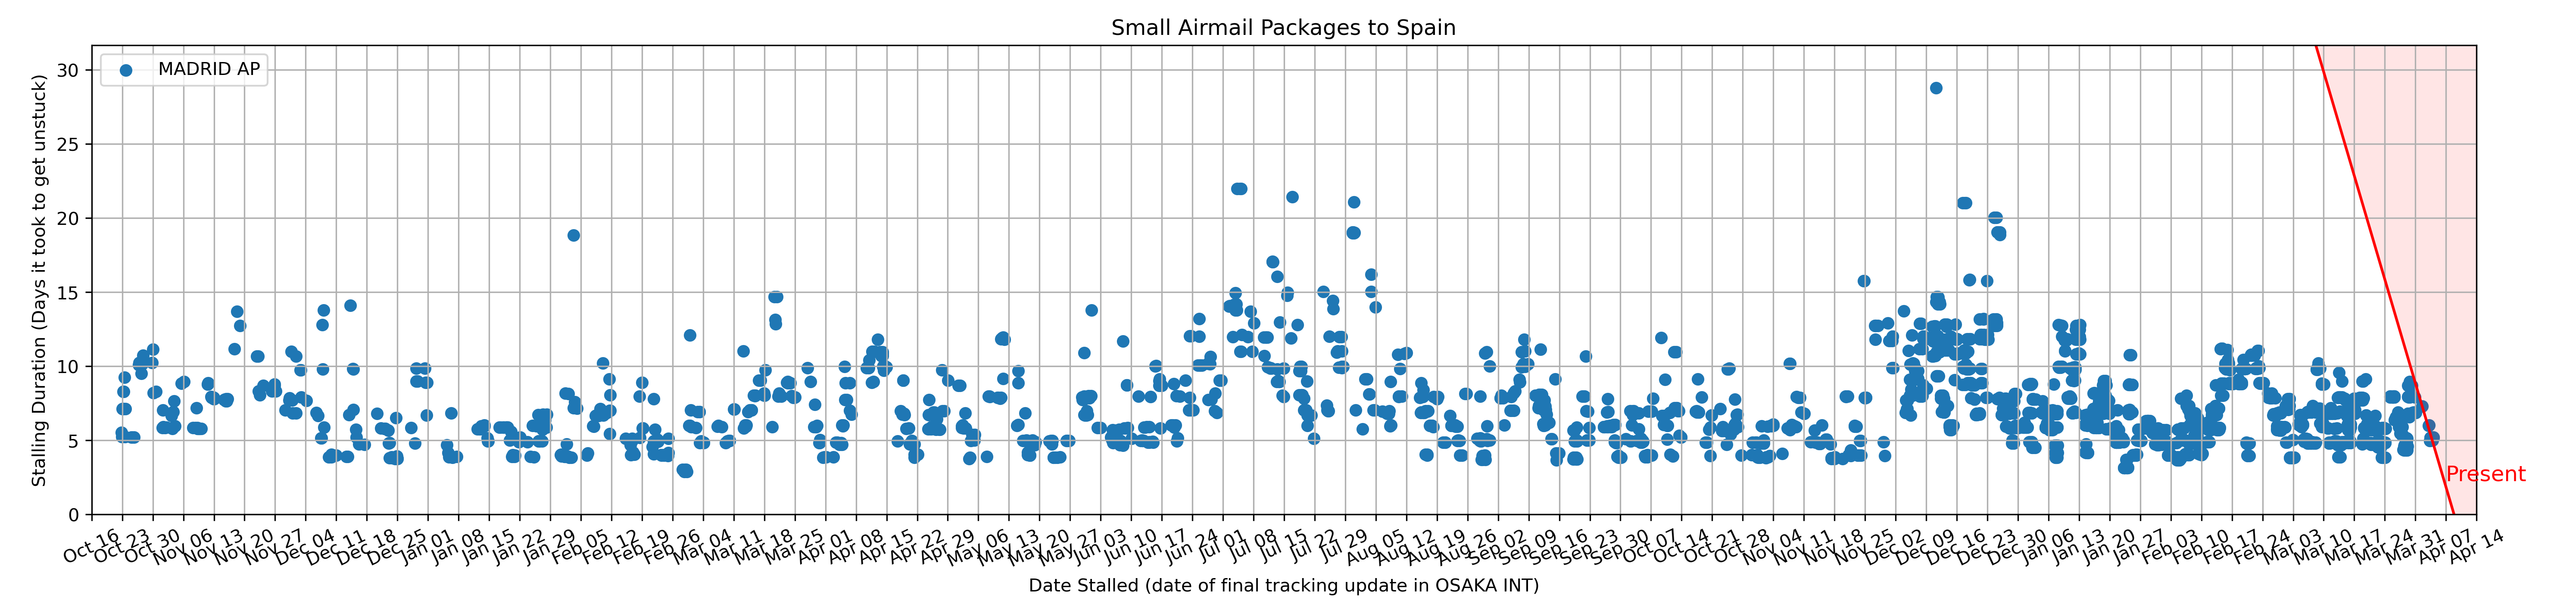 Small Airmail Packages to Spain
MADRID AP
Stalling Duration (Days it took to get unstuck)
30
25
20
15
10
5
0
Present
Oct 16
Oct 23
Oct 30
Nov 06
Nov 13
Nov 20
Nov 27
Dec 04
Dec 11
Dec 18
Dec 25
Jan 01
Jan 08
Jan 15
Jan 22
Jan 29
Feb 05
Feb 12
Feb 19
Feb 26
Mar 04
Mar 11
Mar 18
Mar 25
Apr 01
Apr 08
Apr 15
Apr 22
Apr 29
May 06
May 13
May 20
May 27
Jun 03
Jun 10
Jun 17
Jun 24
Jul 01
Jul 08
Jul 15
Jul 22
Jul 29
Aug 05
Aug 12
Aug 19
Aug 26
Sep 02
Sep 09
Sep 16
Sep 23
Sep 30
Oct 07
Oct 14
Oct 21
Oct 28
Nov 04
Nov 11
Nov 18
Nov 25
Dec 02
Dec 09
Dec 16
Dec 23
Dec 30
Jan 06
Jan 13
Jan 20
Jan 27
Feb 03
Feb 10
Feb 17
Feb 24
Mar 03
Mar 10
Mar 17
Mar 24
Mar 31
Apr 07
Apr 14
Date Stalled (date of final tracking update in OSAKA INT)